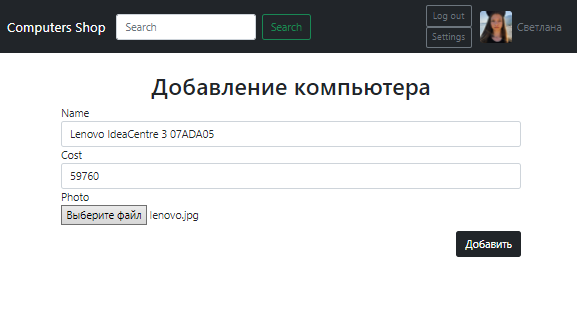 Computers Shop Search Search Log out Светлана
Settings
Добавление компьютера
Name
Lenovo IdeaCentre 3 07ADA05
Cost
59760
Photo
Выберите файл lenovo.jpg
Добавить